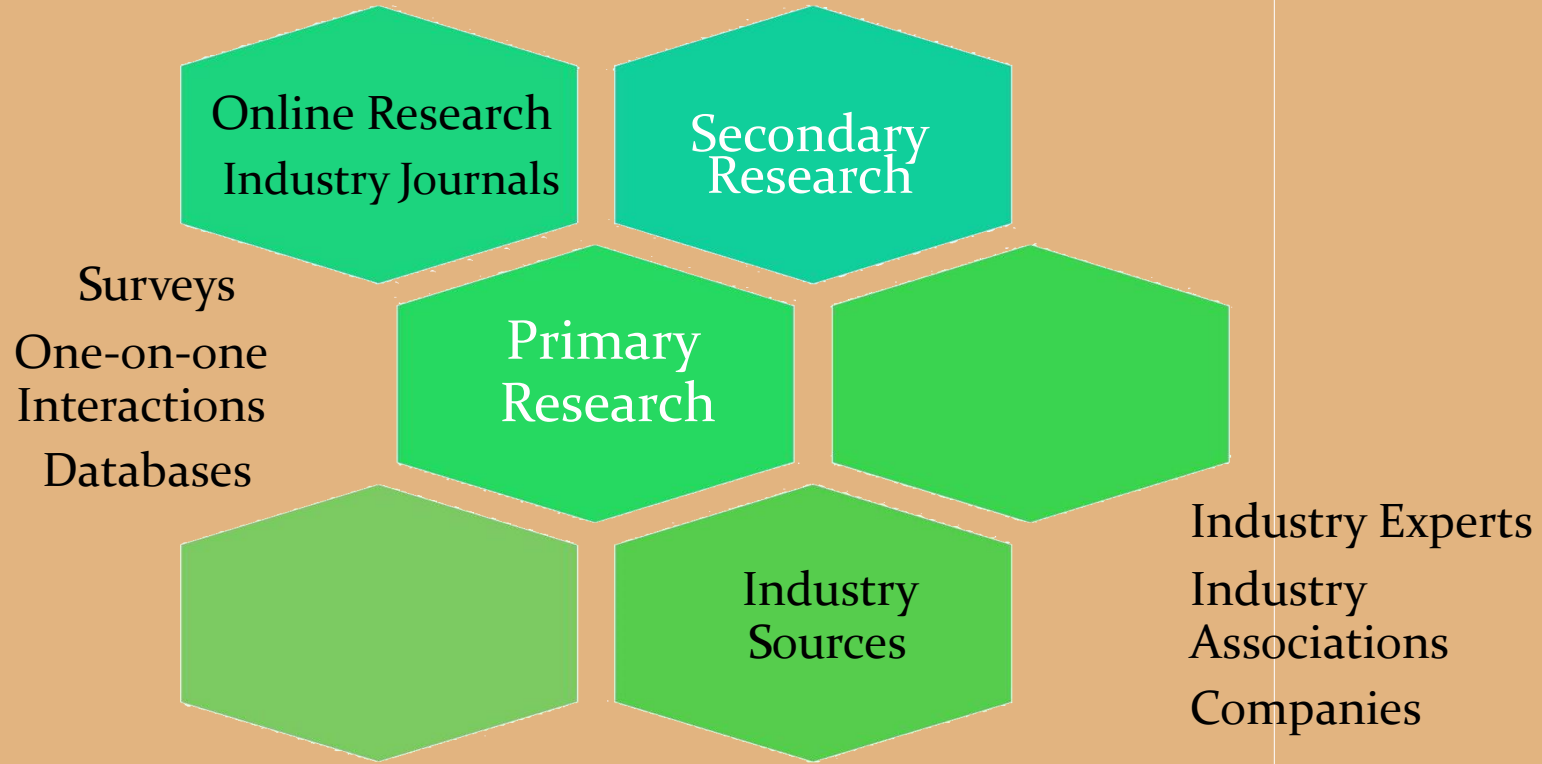 Online Research
Industry Journals
Secondary
Research
Surveys
One-on-one
Interactions
Databases
Primary
Research
Industry
Sources
Industry Experts
Industry
Associations
Companies